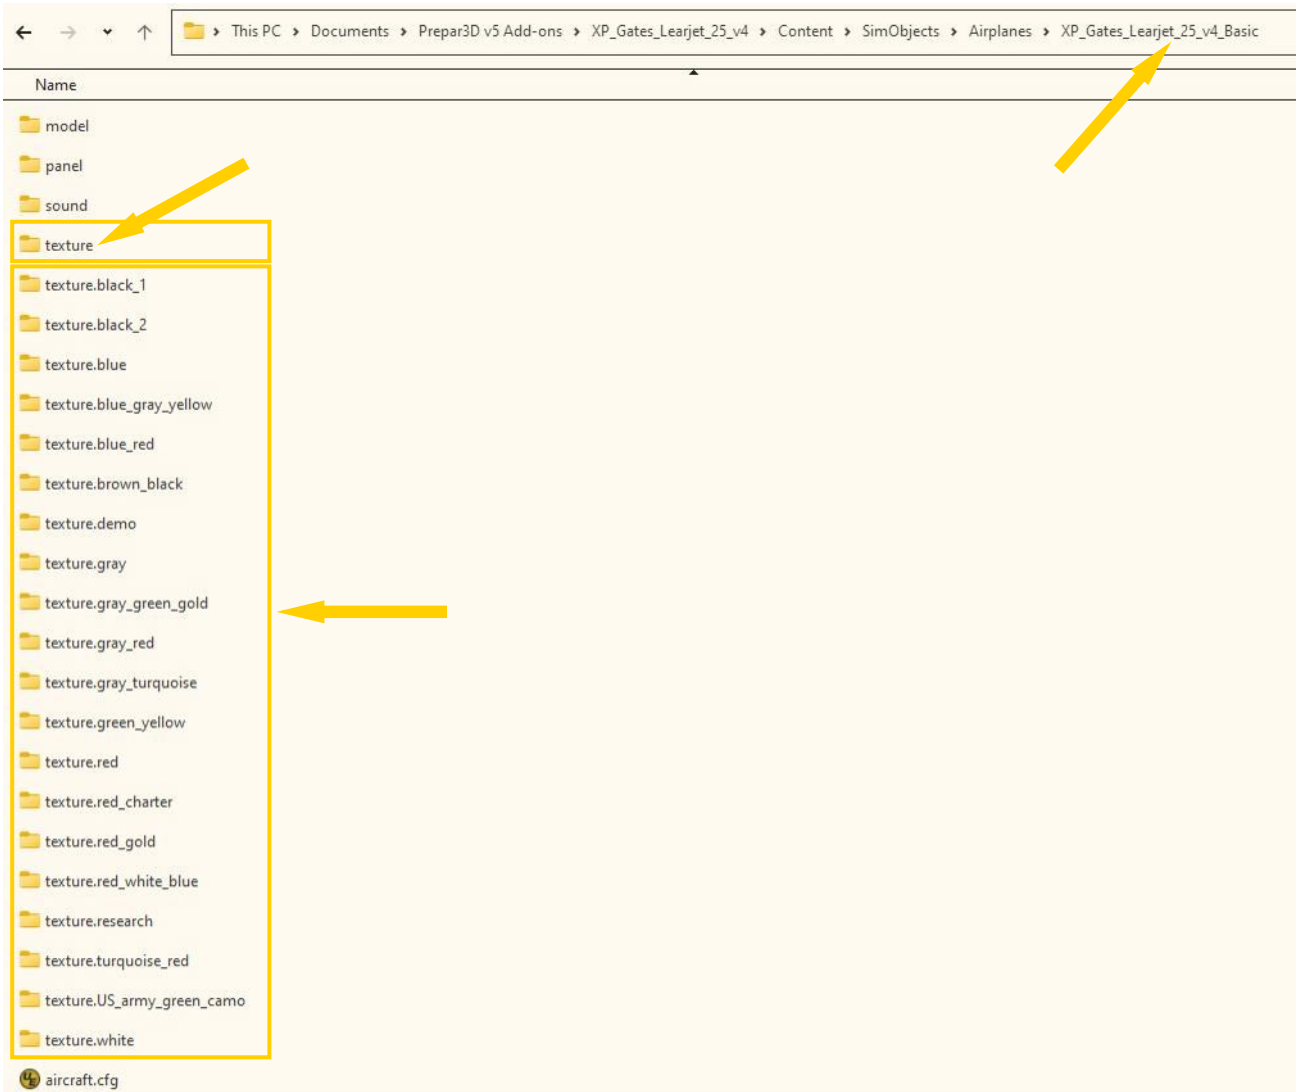 This PC > Documents > Prepar3D v5 Add-ons > XP_Gates_Learjet_25_v4 > Content > SimObjects > Airplanes > XP_Gates_Learjet_25_v4_Basic
Name
model
panel
sound
texture
texture.black_1
texture.black_2
texture.blue
texture.blue_gray_yellow
texture.blue_red
texture.brown_black
texture.demo
texture.gray
texture.gray_green_gold
texture.gray_red
texture.gray_turquoise
texture.green_yellow
texture.red
texture.red_charter
texture.red_gold
texture.red_white_blue
texture.research
texture.turquoise_red
texture.US_army_green_camo
texture.white
aircraft.cfg